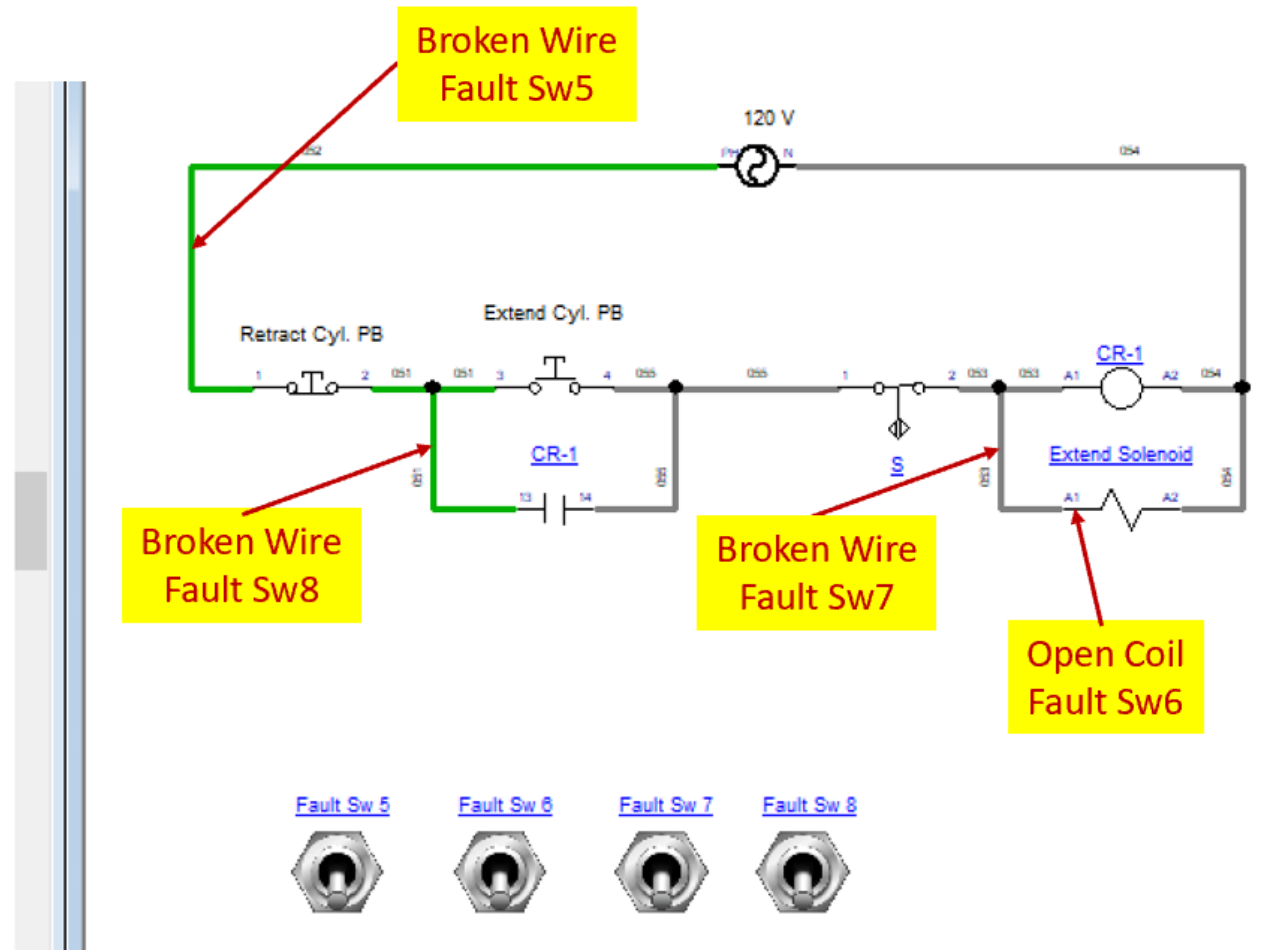 Broken Wire
Fault Sw5
120 V
052
PH
N
054
Extend Cyl. PB
Retract Cyl. PB
CR-1
1
2
051
051
3
4
055
055
1
2
053
053
A1
A2
054
CR-1
S
Extend Solenoid
051
13
14
055
053
A1
A2
054
Broken Wire
Fault Sw8
Broken Wire
Fault Sw7
Open Coil
Fault Sw6
Fault Sw 5
Fault Sw 6
Fault Sw 7
Fault Sw 8